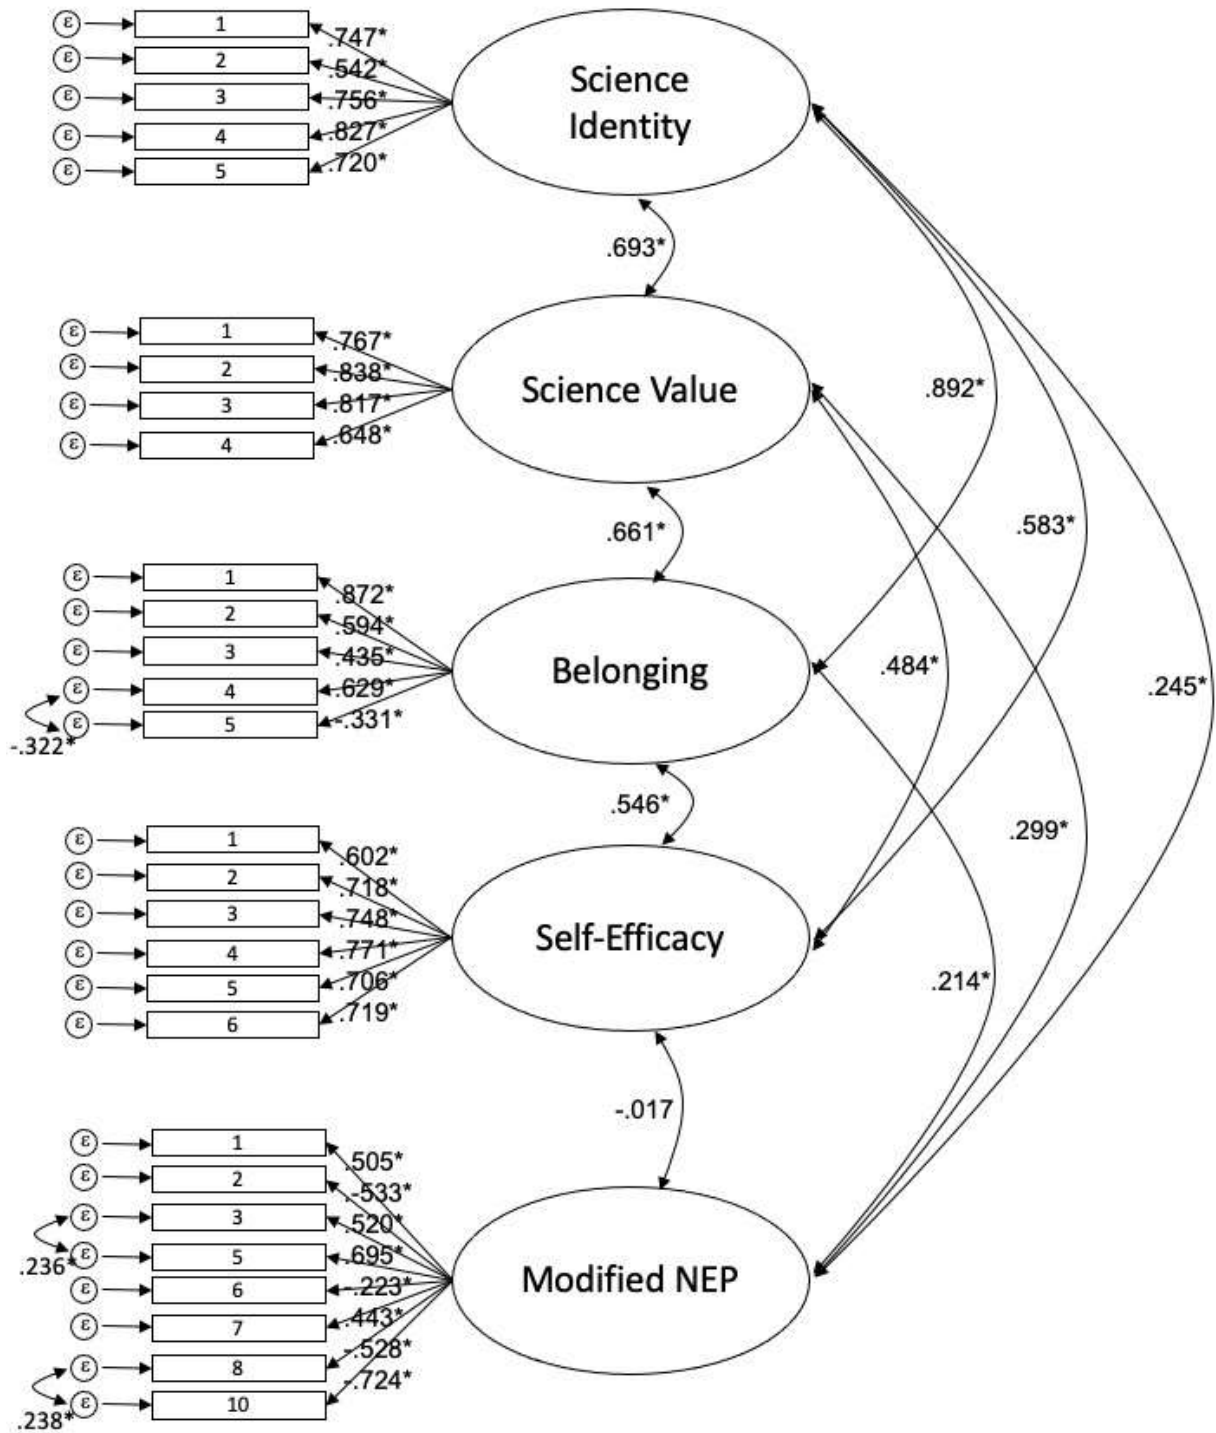 ε 1 .747*
ε 2 .542*
ε 3 .756*
ε 4 .827*
ε 5 .720*
Science
Identity
.693*
ε 1 .767*
ε 2 .838*
ε 3 .817*
ε 4 .648*
Science Value
.892*
.661*
.583*
ε 1 .872*
ε 2 .594*
ε 3 .435*
ε 4 .629*
ε 5 -.331*
-.322*
Belonging
.484*
.245*
.546*
.299*
ε 1 .602*
ε 2 .718*
ε 3 .748*
ε 4 .771*
ε 5 .706*
ε 6 .719*
Self-Efficacy
.214*
-.017
ε 1 .505*
ε 2 .-533*
ε 3 .520*
ε 5 .695*
.236*
ε 6 -.223*
ε 7 .443*
ε 8 -.528*
ε 10 -.724*
.238*
Modified NEP